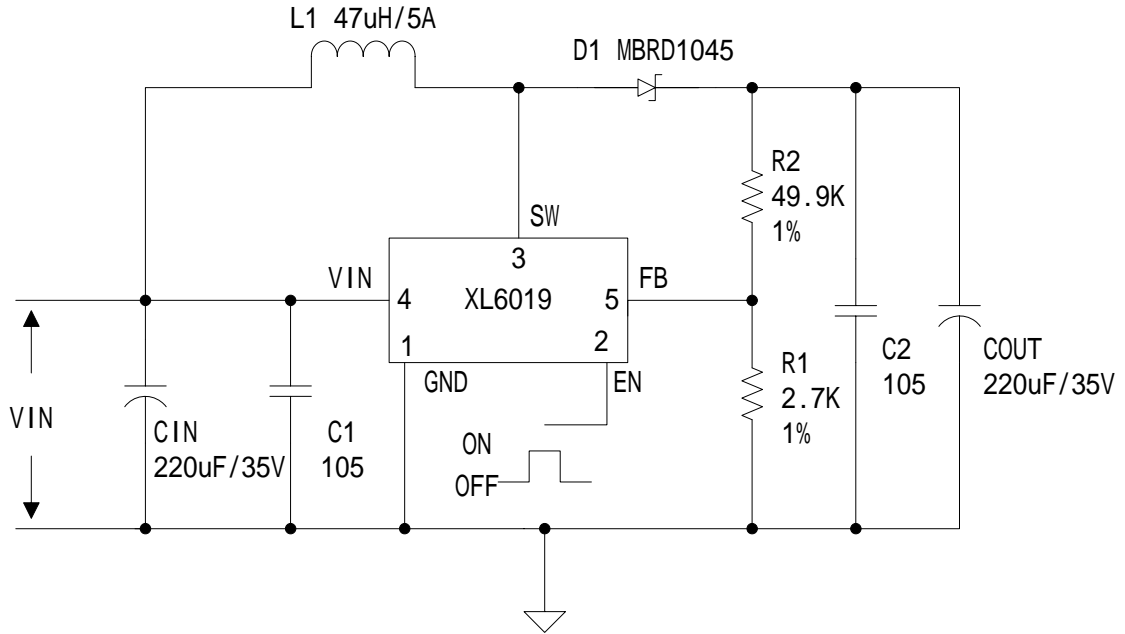 L1 47uH/5A
D1 MBRD1045
R2
49.9K
1%
SW
3
VIN
4
XL6019
5
FB
1
2
GND
EN
R1
2.7K
1%
C2
105
COUT
220uF/35V
VIN
CIN
220uF/35V
C1
105
ON
OFF